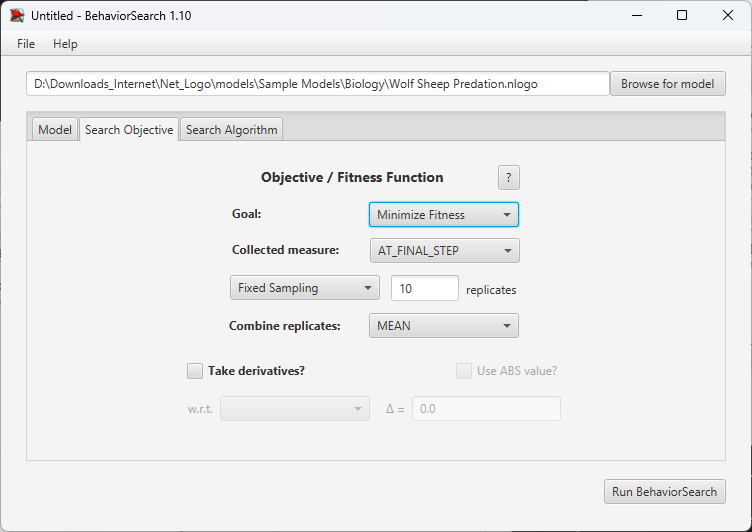 Untitled - BehaviorSearch 1.10
File Help
D:\Downloads_Internet\Net_Logo\models\Sample Models\Biology\Wolf Sheep Predation.nlogo Browse for model
Model Search Objective Search Algorithm
Objective / Fitness Function ?
Goal: Minimize Fitness
Collected measure: AT_FINAL_STEP
Fixed Sampling 10 replicates
Combine replicates: MEAN
Take derivatives? Use ABS value?
w.r.t. Δ = 0.0
Run BehaviorSearch